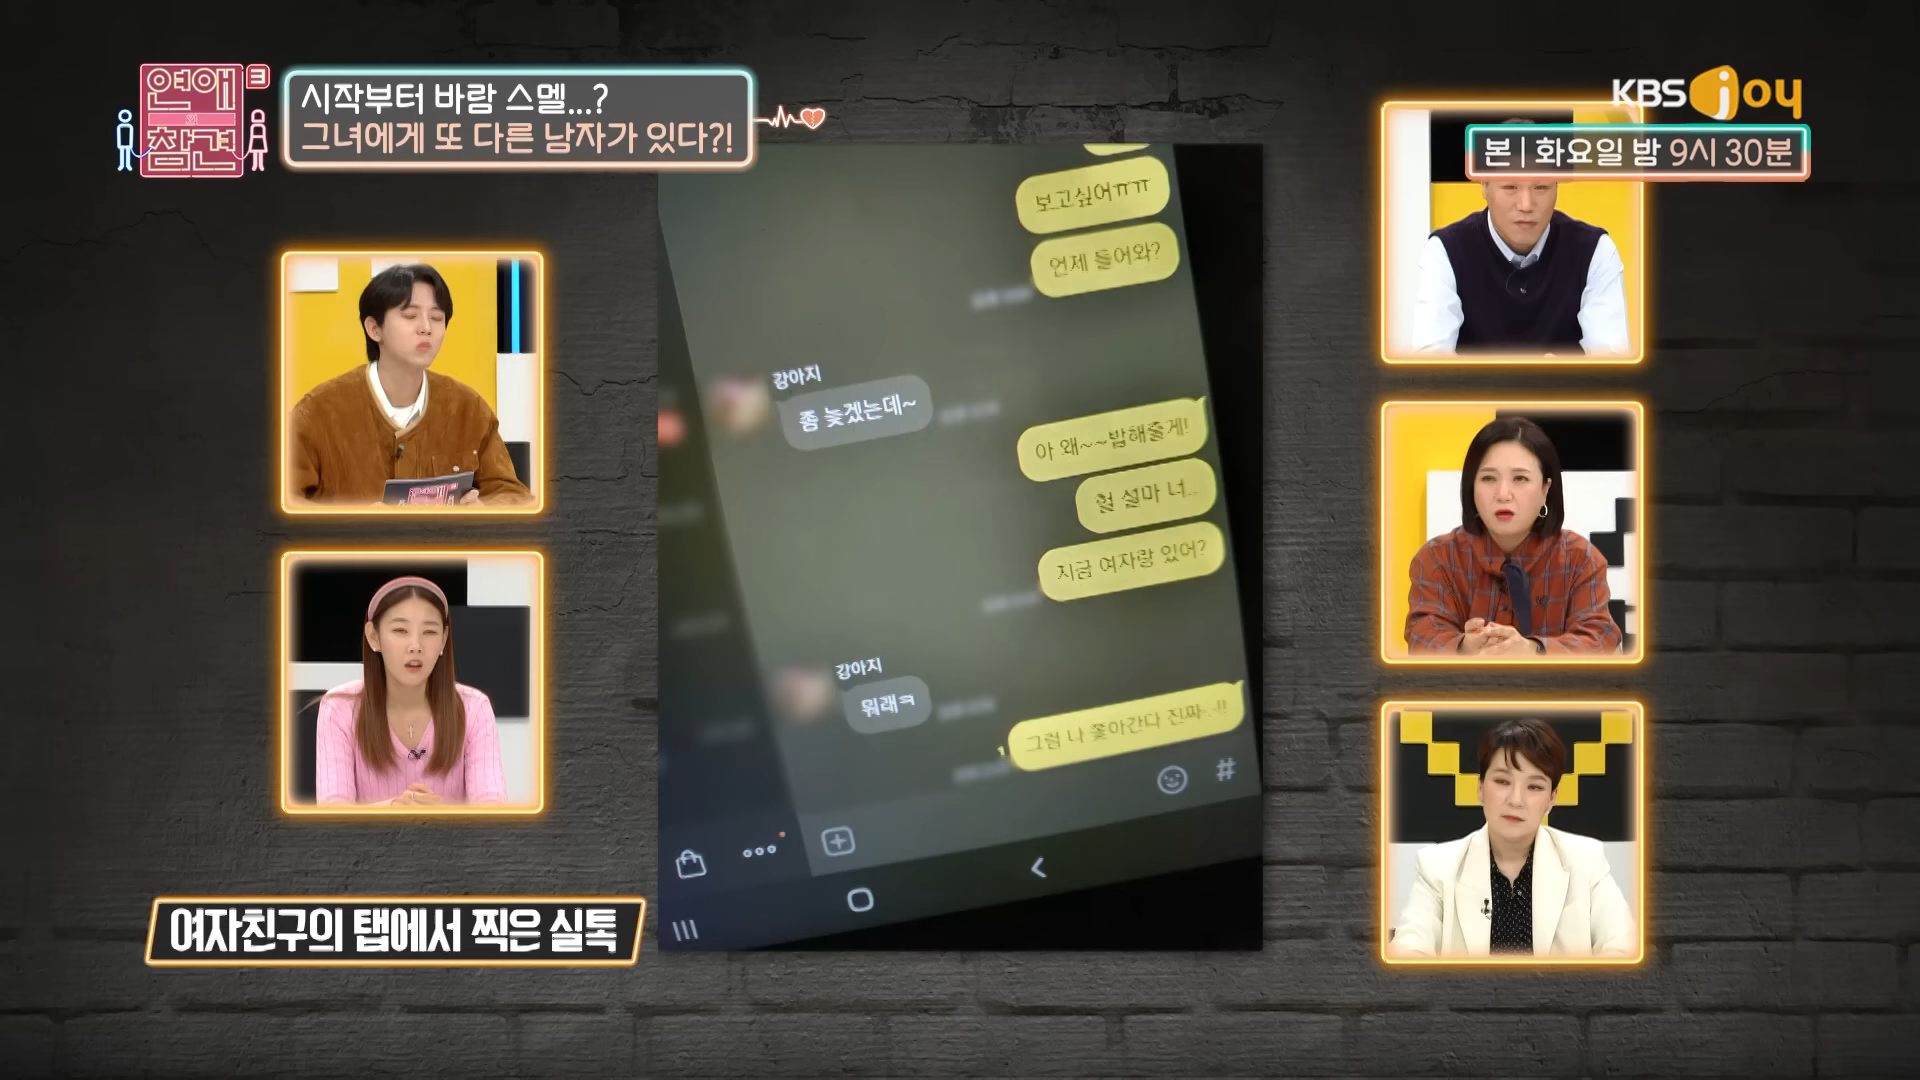 연애의 참견 3
시작부터 바람 스멜...?
그녀에게 또 다른 남자가 있다?!
KBS joy
본 | 화요일 밤 9시 30분
보고싶어ㅠㅠ
언제 들어와?
강아지
좀 늦겠는데~
아 왜~~밥해줄게!
헐 설마 너..
지금 여자랑 있어?
강아지
뭐래ㅋ
그럼 나 쫓아간다 진짜--!!
1
여자친구의 탭에서 찍은 실톡